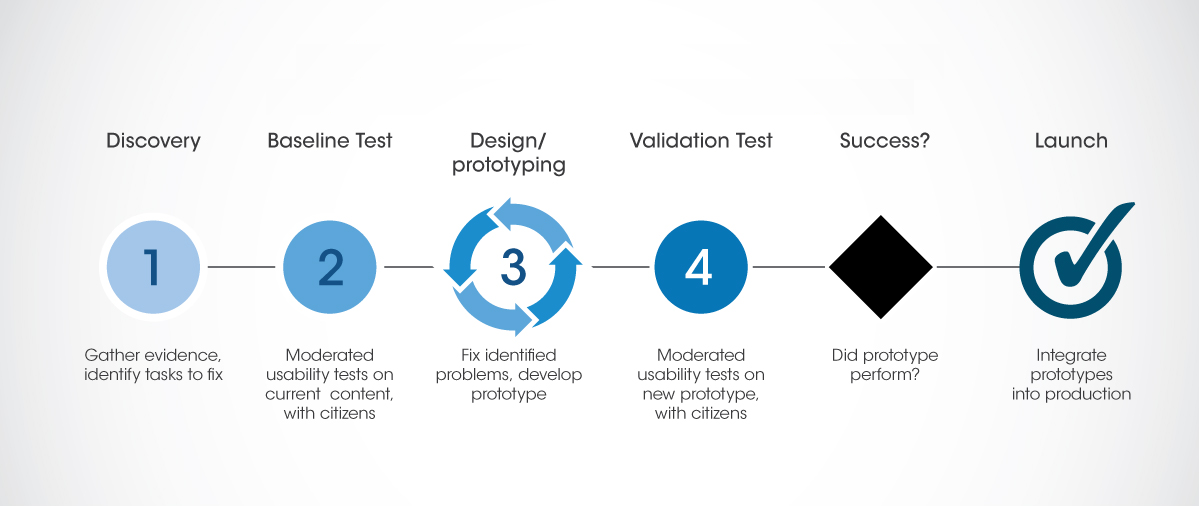 Discovery
Baseline Test
Design/
prototyping
Validation Test
Success?
Launch
1
2
3
4
Gather evidence,
identify tasks to fix
Moderated
usability tests on
current content,
with citizens
Fix identified
problems, develop
prototype
Moderated
usability tests on
new prototype,
with citizens
Did prototype
perform?
Integrate
prototypes
into production